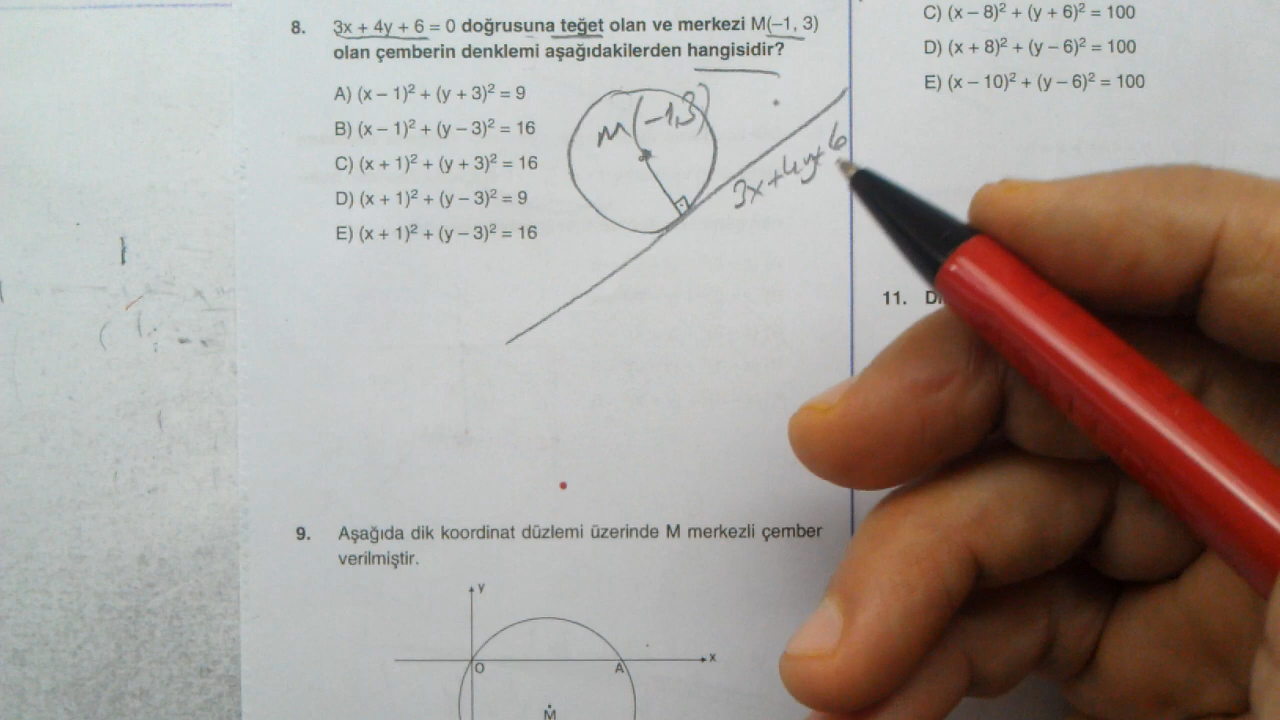 8. 3x + 4y + 6 = 0 doğrusuna teğet olan ve merkezi M(–1, 3)
olan çemberin denklemi aşağıdakilerden hangisidir?
A) (x – 1)² + (y + 3)² = 9
B) (x – 1)² + (y – 3)² = 16
C) (x + 1)² + (y + 3)² = 16
D) (x + 1)² + (y – 3)² = 9
E) (x + 1)² + (y – 3)² = 16
M(-1,3)
3x+4y+6
9. Aşağıda dik koordinat düzlemi üzerinde M merkezli çember
verilmiştir.
y
O
A
x
M
C) (x – 8)² + (y + 6)² = 100
D) (x + 8)² + (y – 6)² = 100
E) (x – 10)² + (y – 6)² = 100
11.